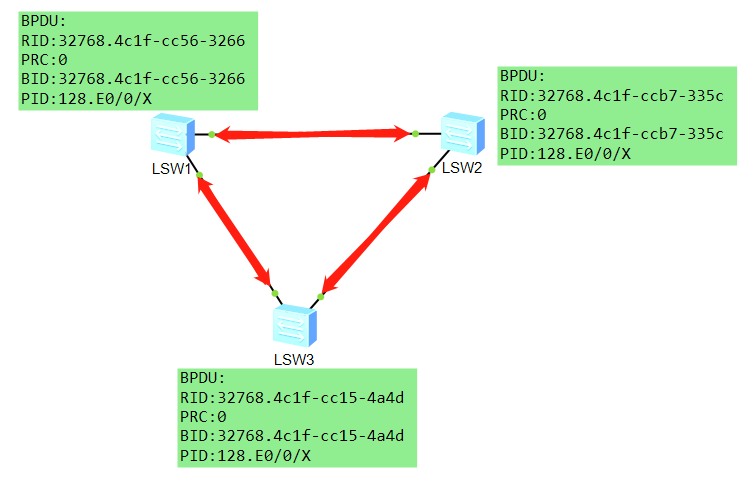 BPDU:
RID:32768.4c1f-cc56-3266
PRC:0
BID:32768.4c1f-cc56-3266
PID:128.E0/0/X
LSW1
BPDU:
RID:32768.4c1f-ccb7-335c
PRC:0
BID:32768.4c1f-ccb7-335c
PID:128.E0/0/X
LSW2
LSW3
BPDU:
RID:32768.4c1f-cc15-4a4d
PRC:0
BID:32768.4c1f-cc15-4a4d
PID:128.E0/0/X